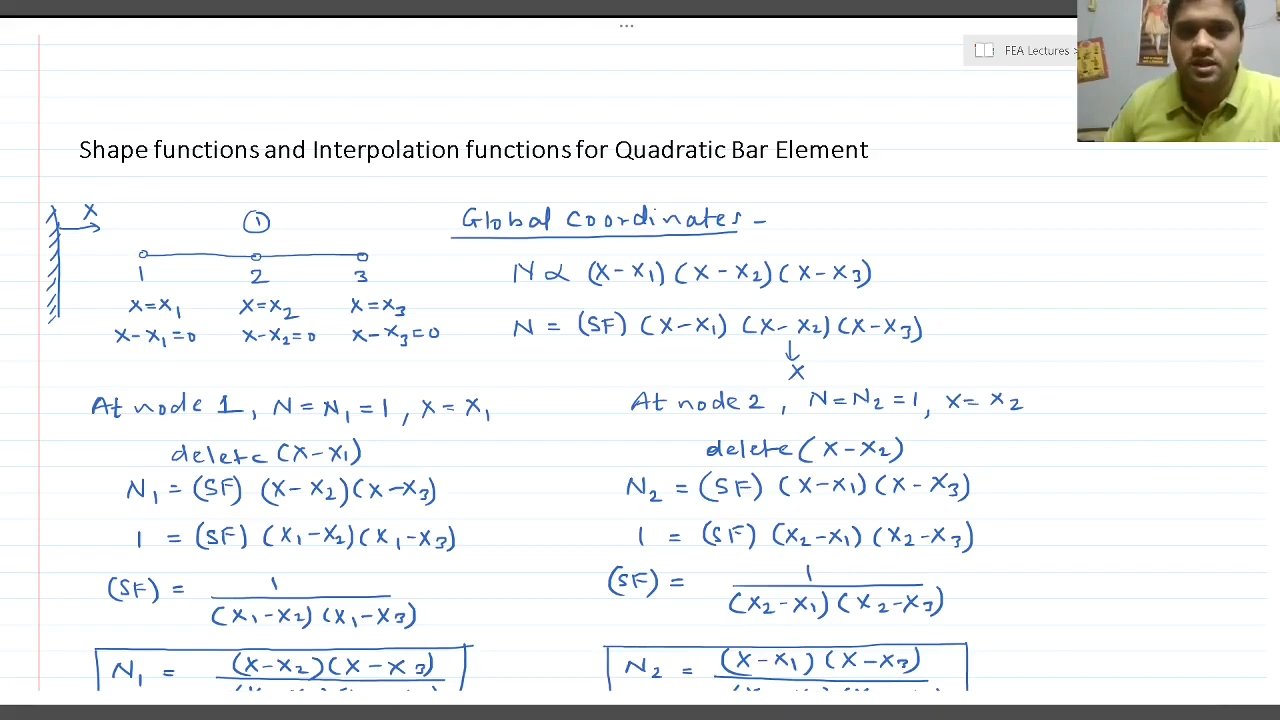 ...
FEA Lectures >
Shape functions and Interpolation functions for Quadratic Bar Element
x
①
1 2 3
x=x₁ x=x₂ x=x₃
x-x₁=0 x-x₂=0 x-x₃=0
Global Coordinates -
N ∝ (x-x₁)(x-x₂)(x-x₃)
N = (SF) (x-x₁) (x-x₂)(x-x₃)
↓
x
At node 1, N=N₁=1, x=x₁
delete (x-x₁)
N₁ = (SF) (x-x₂)(x-x₃)
1 = (SF) (x₁-x₂)(x₁-x₃)
(SF) = 1
(x₁-x₂)(x₁-x₃)
N₁ = (x-x₂)(x-x₃)
At node 2, N=N₂=1, x=x₂
delete (x-x₂)
N₂ = (SF) (x-x₁)(x-x₃)
1 = (SF) (x₂-x₁)(x₂-x₃)
(SF) = 1
(x₂-x₁)(x₂-x₃)
N₂ = (x-x₁)(x-x₃)